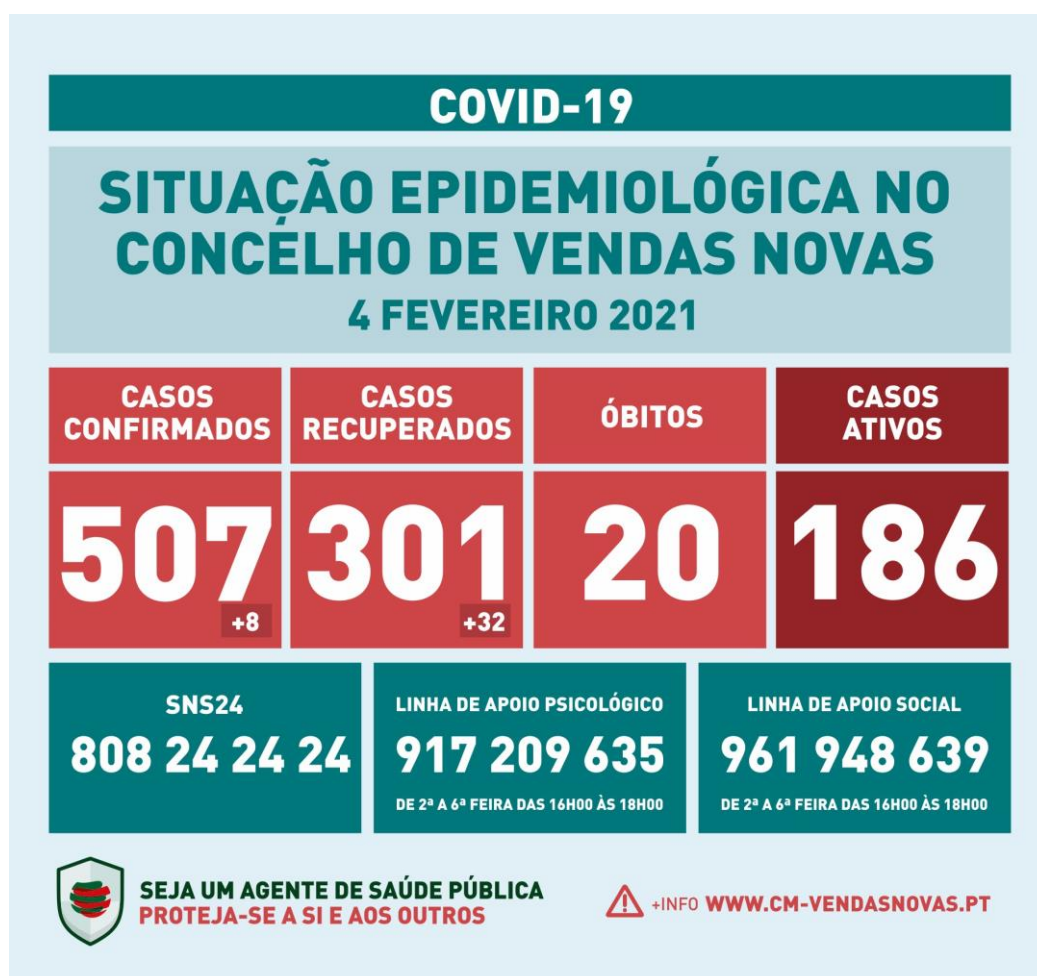 COVID-19
SITUAÇÃO EPIDEMIOLÓGICA NO
CONCELHO DE VENDAS NOVAS
4 FEVEREIRO 2021
CASOS
CONFIRMADOS
507
+8
CASOS
RECUPERADOS
301
+32
ÓBITOS
20
CASOS
ATIVOS
186
SNS24
808 24 24 24
LINHA DE APOIO PSICOLÓGICO
917 209 635
DE 2ª A 6ª FEIRA DAS 16H00 ÀS 18H00
LINHA DE APOIO SOCIAL
961 948 639
DE 2ª A 6ª FEIRA DAS 16H00 ÀS 18H00
SEJA UM AGENTE DE SAÚDE PÚBLICA
PROTEJA-SE A SI E AOS OUTROS
+INFO WWW.CM-VENDASNOVAS.PT